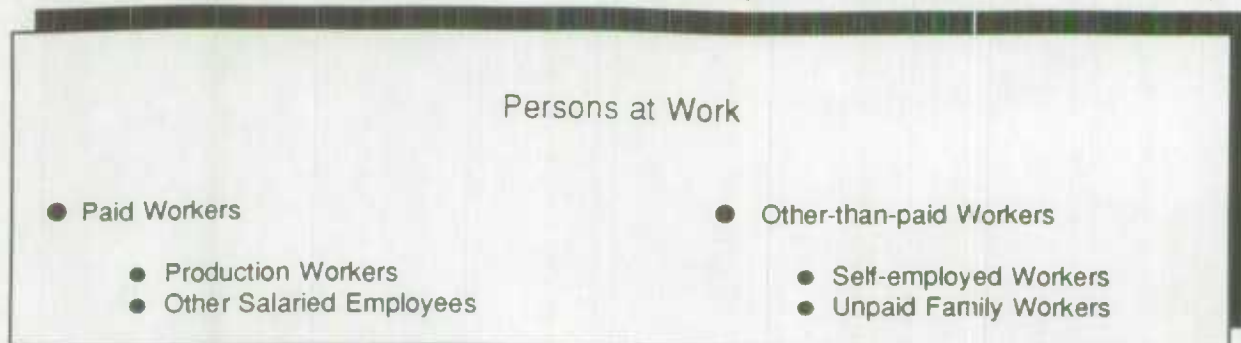 Persons at Work
● Paid Workers
● Production Workers
● Other Salaried Employees
● Other-than-paid Workers
● Self-employed Workers
● Unpaid Family Workers